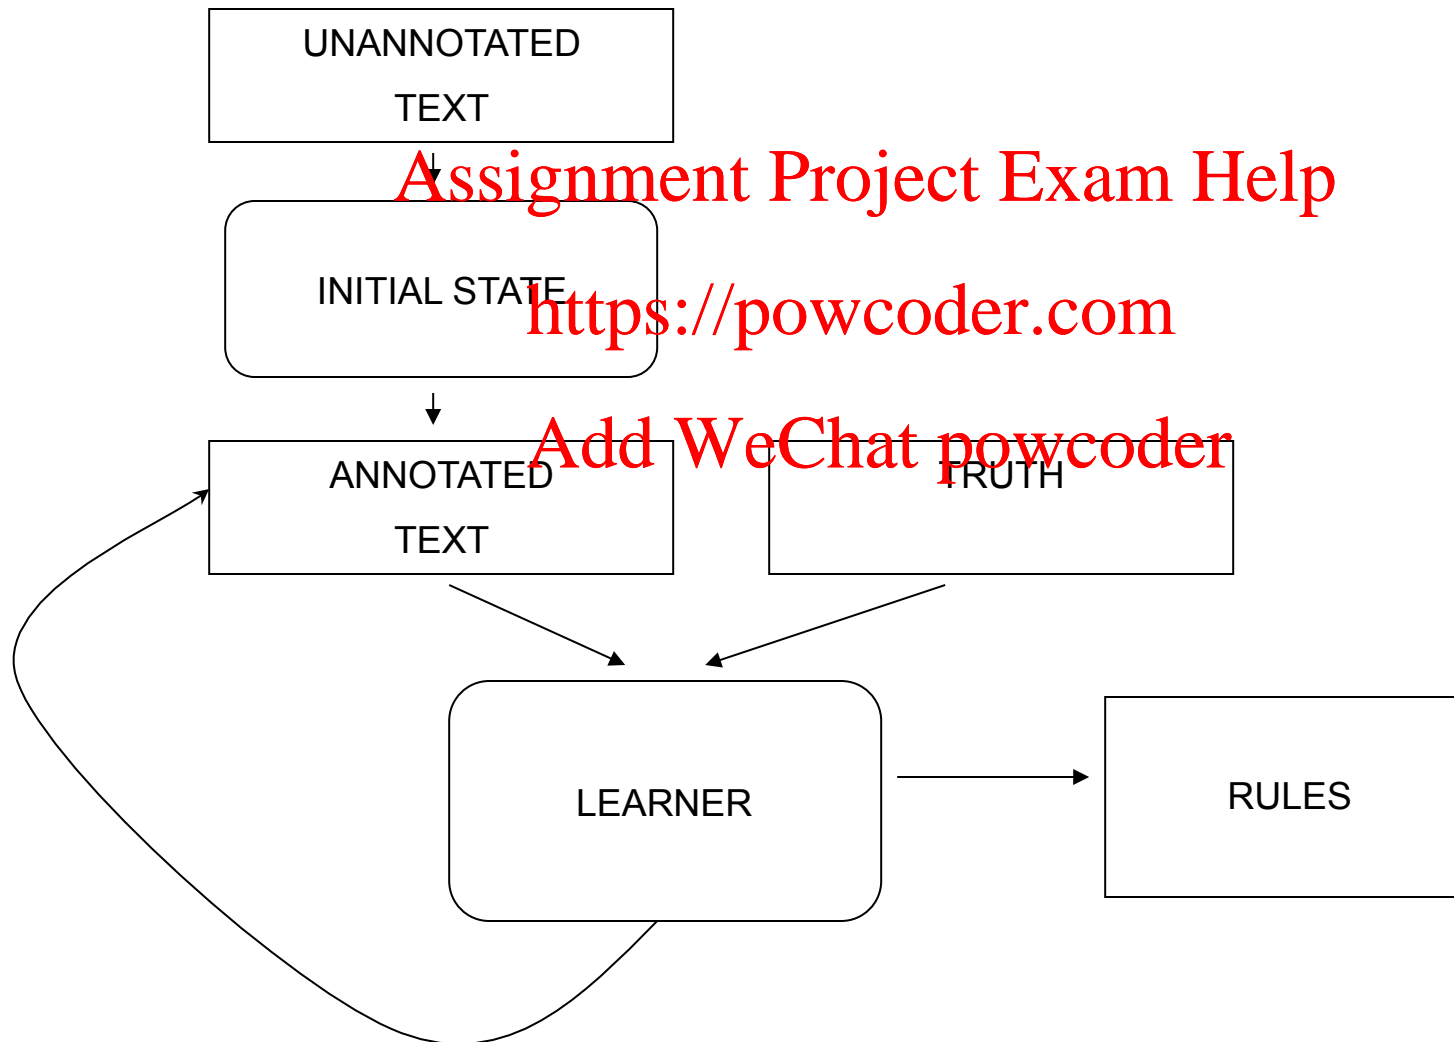 UNANNOTATED
TEXT
Assignment Project Exam Help
INITIAL STATE
https://powcoder.com
Add WeChat powcoder
ANNOTATED
TEXT
TRUTH
LEARNER
RULES